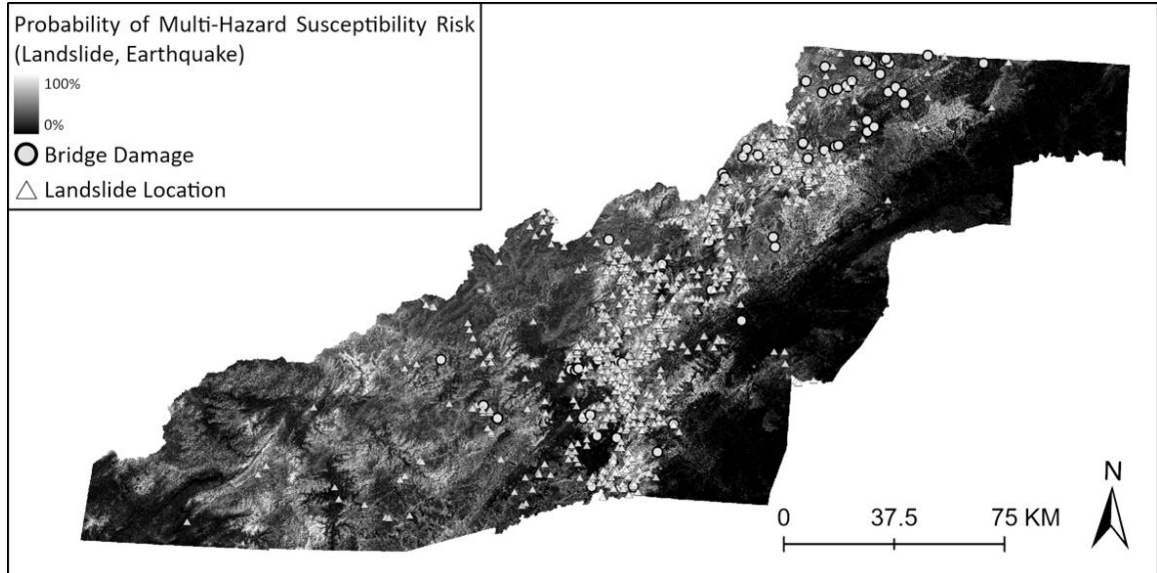 Probability of Multi-Hazard Susceptibility Risk
(Landslide, Earthquake)
100%
0%
Bridge Damage
Landslide Location
N
0 37.5 75 KM